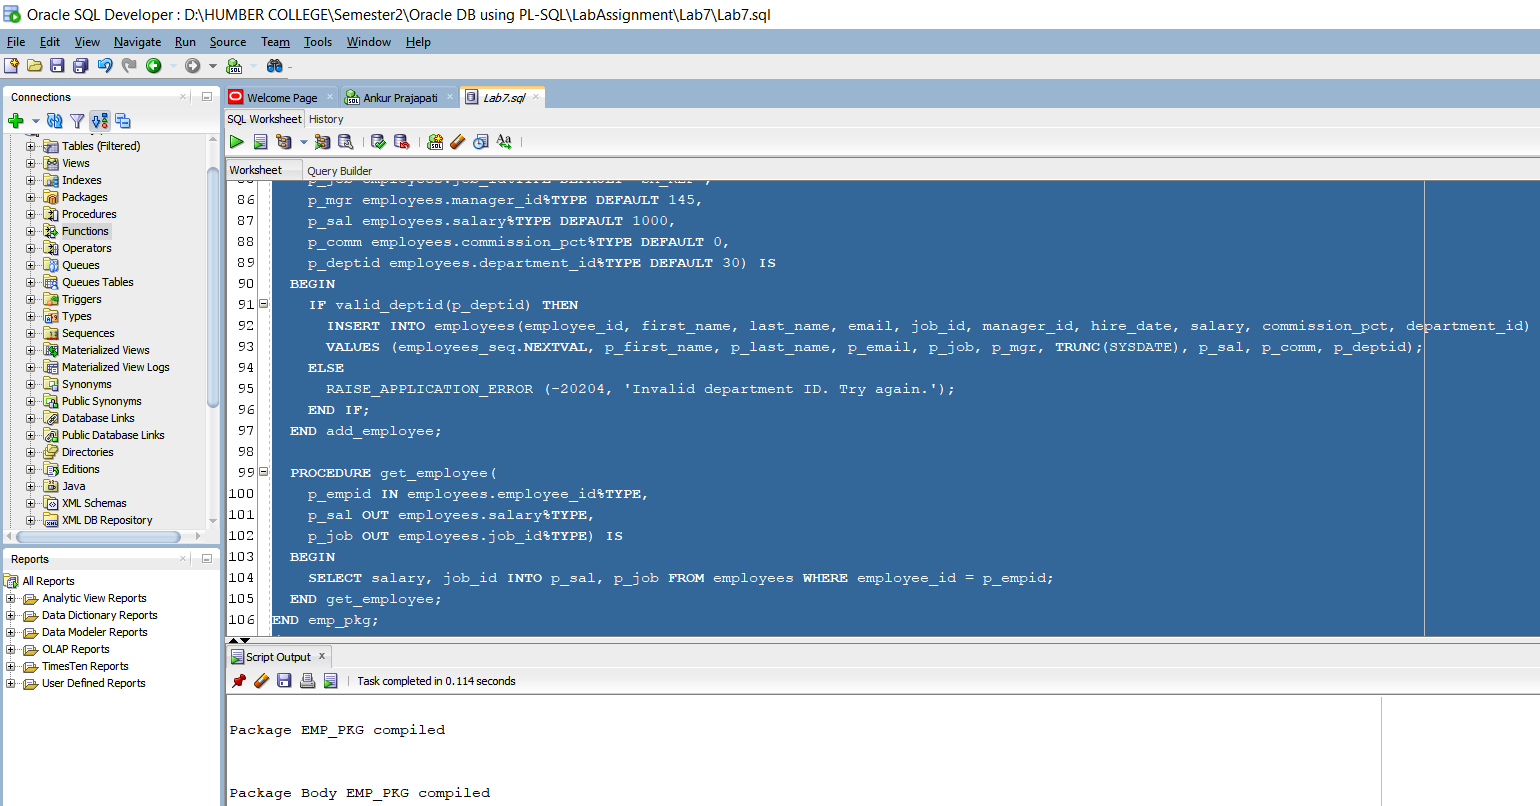 Oracle SQL Developer : D:\HUMBER COLLEGE\Semester2\Oracle DB using PL-SQL\LabAssignment\Lab7\Lab7.sql
File Edit View Navigate Run Source Team Tools Window Help
Connections
Tables (Filtered)
Views
Indexes
Packages
Procedures
Functions
Operators
Queues
Queues Tables
Triggers
Types
Sequences
Materialized Views
Materialized View Logs
Synonyms
Public Synonyms
Database Links
Public Database Links
Directories
Editions
Java
XML Schemas
XML DB Repository
Reports
All Reports
Analytic View Reports
Data Dictionary Reports
Data Modeler Reports
OLAP Reports
TimesTen Reports
User Defined Reports
Welcome Page Ankur Prajapati Lab7.sql
SQL Worksheet History
Worksheet Query Builder
86 p_mgr employees.manager_id%TYPE DEFAULT 145,
87 p_sal employees.salary%TYPE DEFAULT 1000,
88 p_comm employees.commission_pct%TYPE DEFAULT 0,
89 p_deptid employees.department_id%TYPE DEFAULT 30) IS
90 BEGIN
91 IF valid_deptid(p_deptid) THEN
92 INSERT INTO employees(employee_id, first_name, last_name, email, job_id, manager_id, hire_date, salary, commission_pct, department_id)
93 VALUES (employees_seq.NEXTVAL, p_first_name, p_last_name, p_email, p_job, p_mgr, TRUNC(SYSDATE), p_sal, p_comm, p_deptid);
94 ELSE
95 RAISE_APPLICATION_ERROR (-20204, 'Invalid department ID. Try again.');
96 END IF;
97 END add_employee;
98
99 PROCEDURE get_employee(
100 p_empid IN employees.employee_id%TYPE,
101 p_sal OUT employees.salary%TYPE,
102 p_job OUT employees.job_id%TYPE) IS
103 BEGIN
104 SELECT salary, job_id INTO p_sal, p_job FROM employees WHERE employee_id = p_empid;
105 END get_employee;
106 END emp_pkg;
Script Output
Task completed in 0.114 seconds
Package EMP_PKG compiled
Package Body EMP_PKG compiled